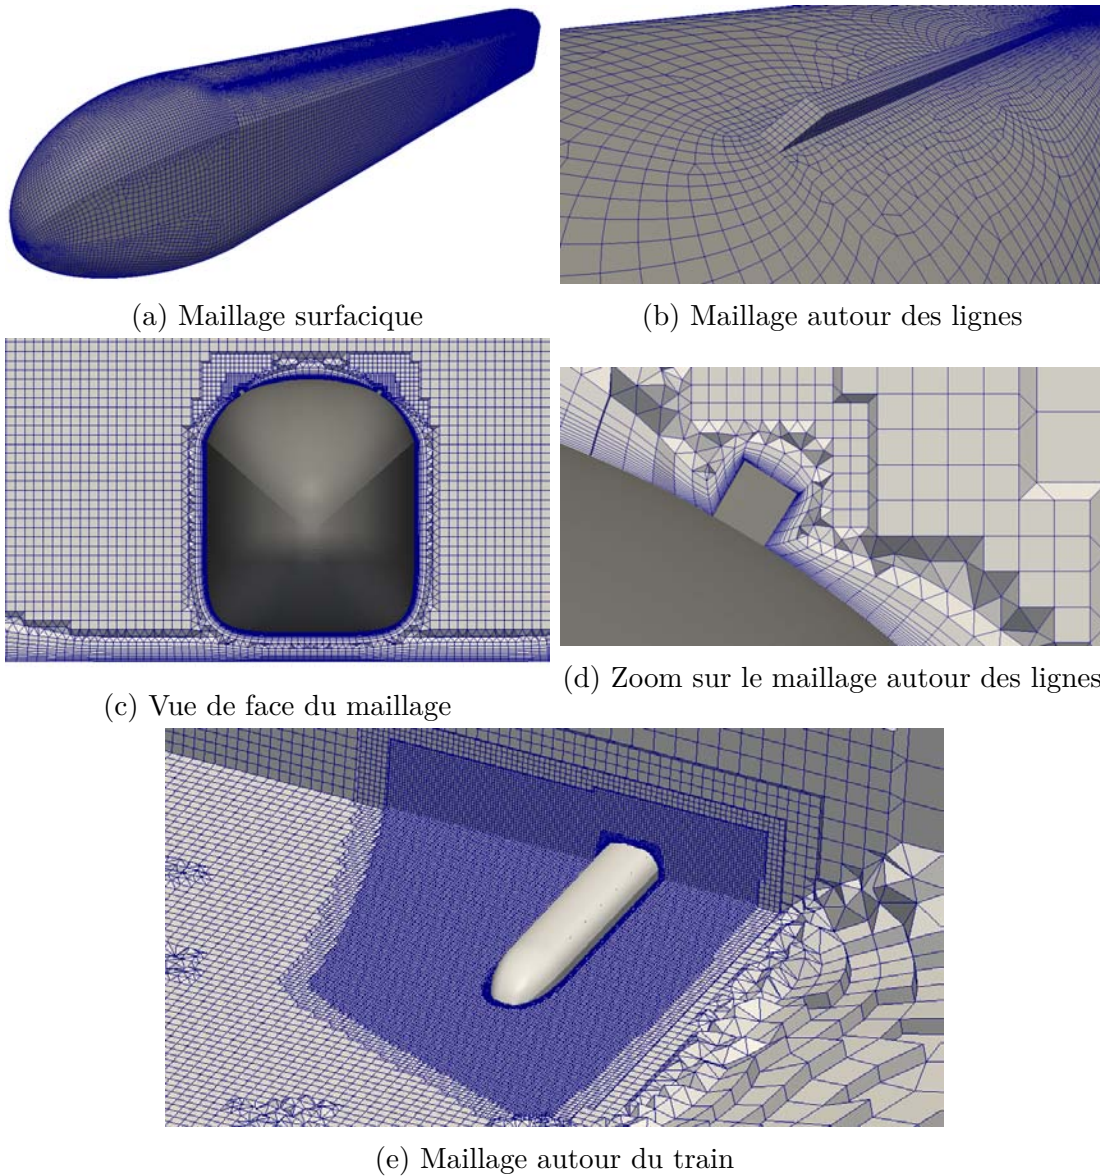 (a) Maillage surfacique
(b) Maillage autour des lignes
(c) Vue de face du maillage
(d) Zoom sur le maillage autour des lignes
(e) Maillage autour du train